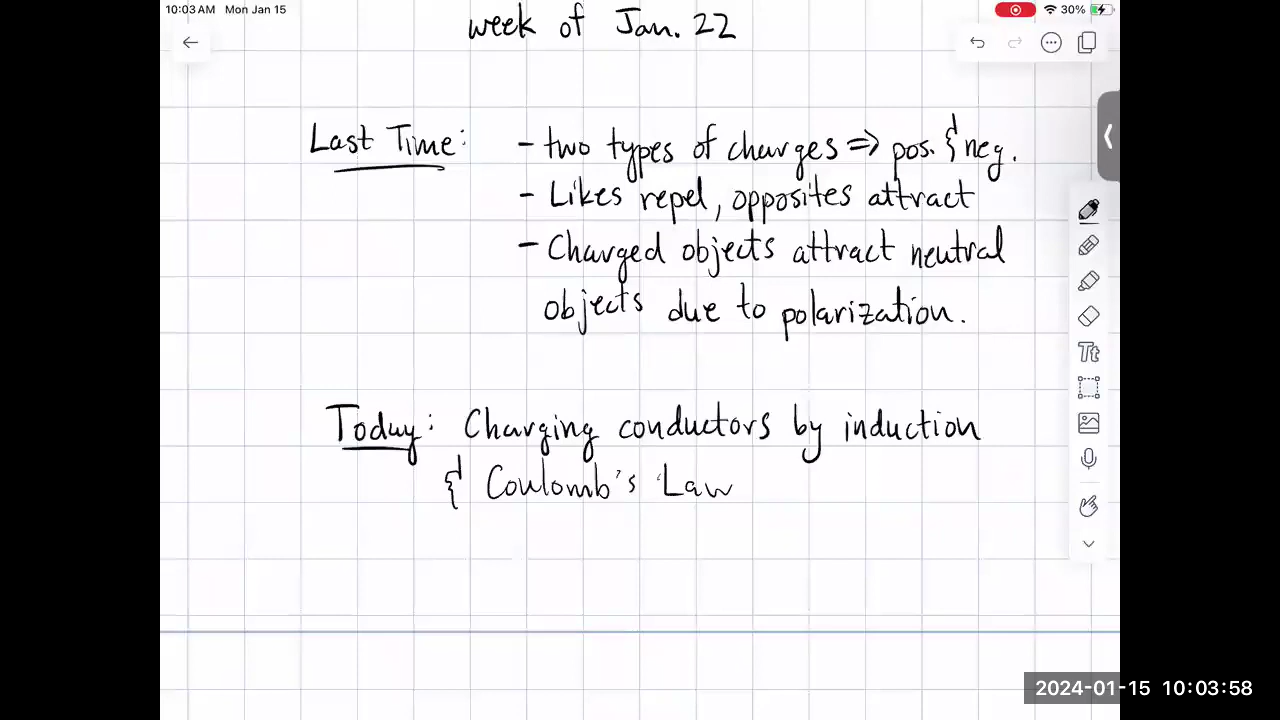 10:03 AM Mon Jan 15
30%
week of Jan. 22
Last Time: - two types of charges => pos. & neg.
- Likes repel, opposites attract
- Charged objects attract neutral
objects due to polarization.
Tt
Today: Charging conductors by induction
& Coulomb's Law
2024-01-15 10:03:58